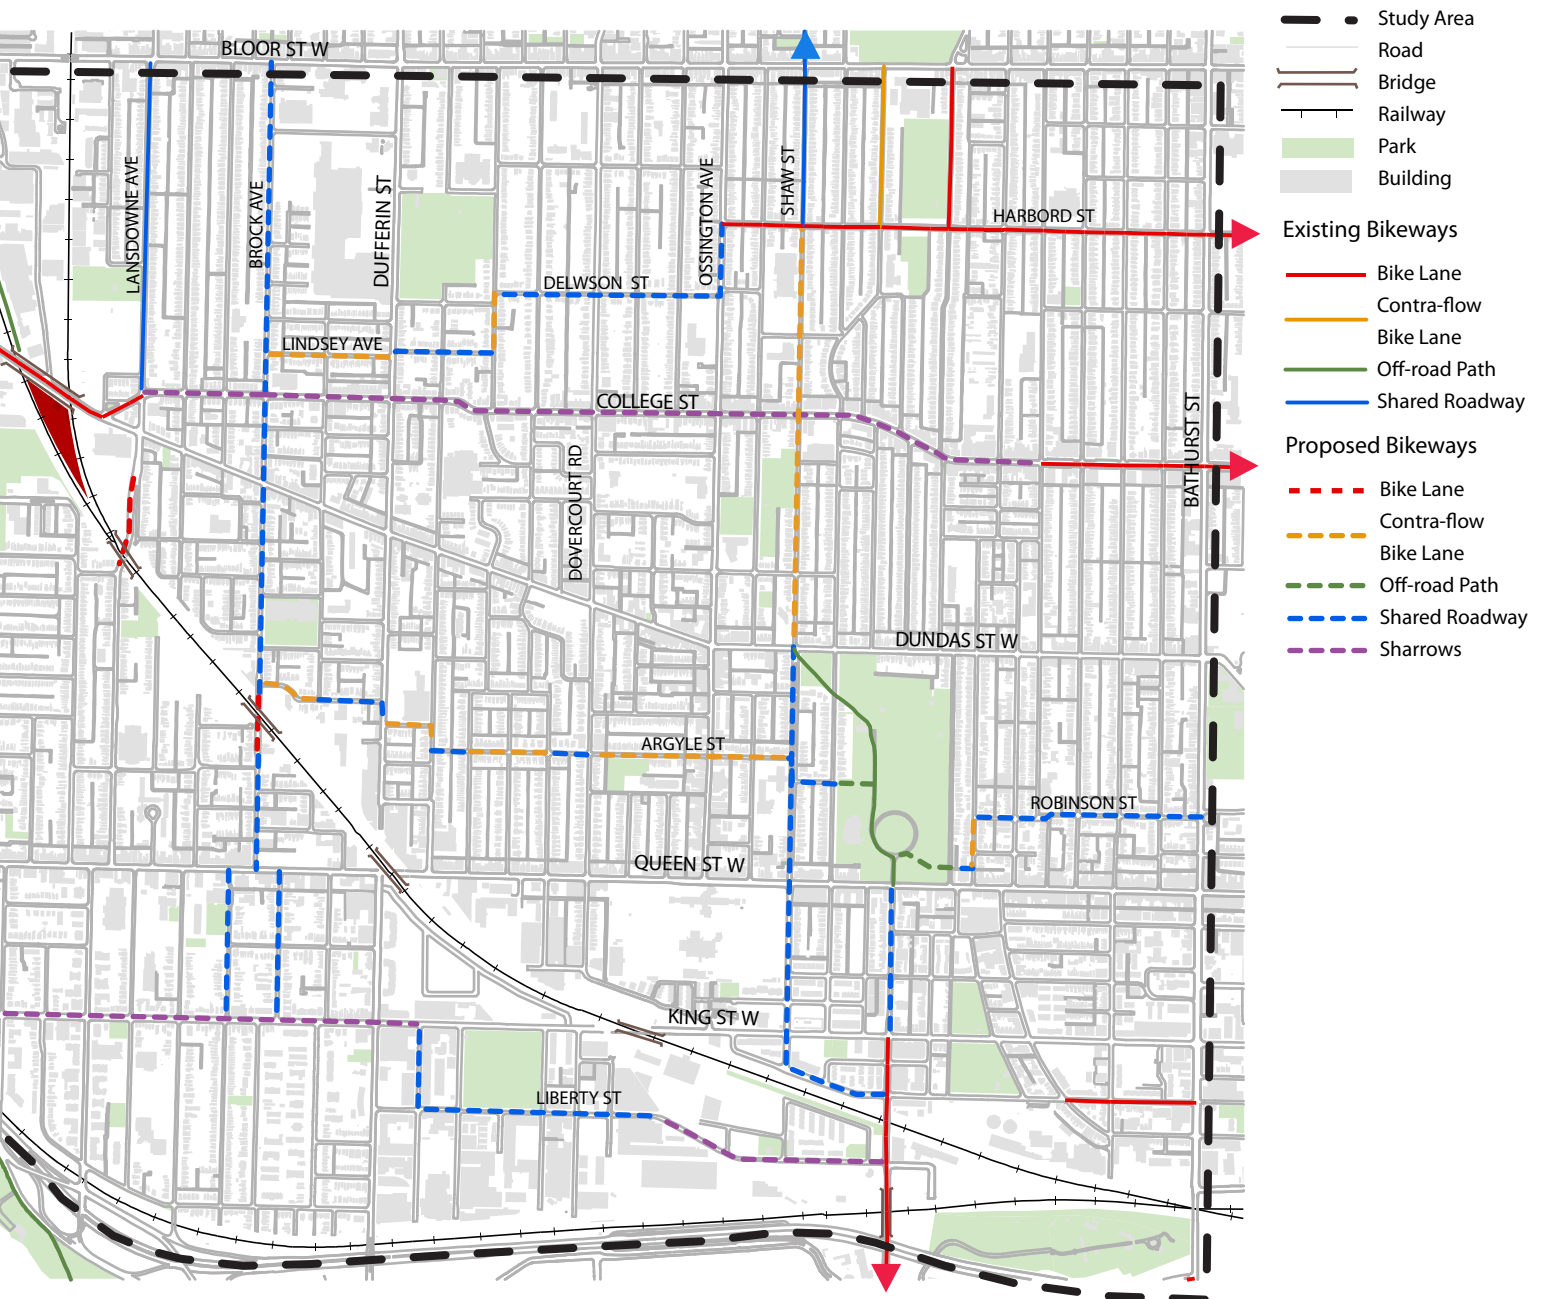 BLOOR ST W
LANSDOWNE AVE
BROCK AVE
DUFFERIN ST
OSSINGTON AVE
SHAW ST
HARBORD ST
DELWSON ST
LINDSEY AVE
COLLEGE ST
BATHURST ST
DOVERCOURT RD
DUNDAS ST W
ARGYLE ST
ROBINSON ST
QUEEN ST W
KING ST W
LIBERTY ST
Study Area
Road
Bridge
Railway
Park
Building
Existing Bikeways
Bike Lane
Contra-flow
Bike Lane
Off-road Path
Shared Roadway
Proposed Bikeways
Bike Lane
Contra-flow
Bike Lane
Off-road Path
Shared Roadway
Sharrows